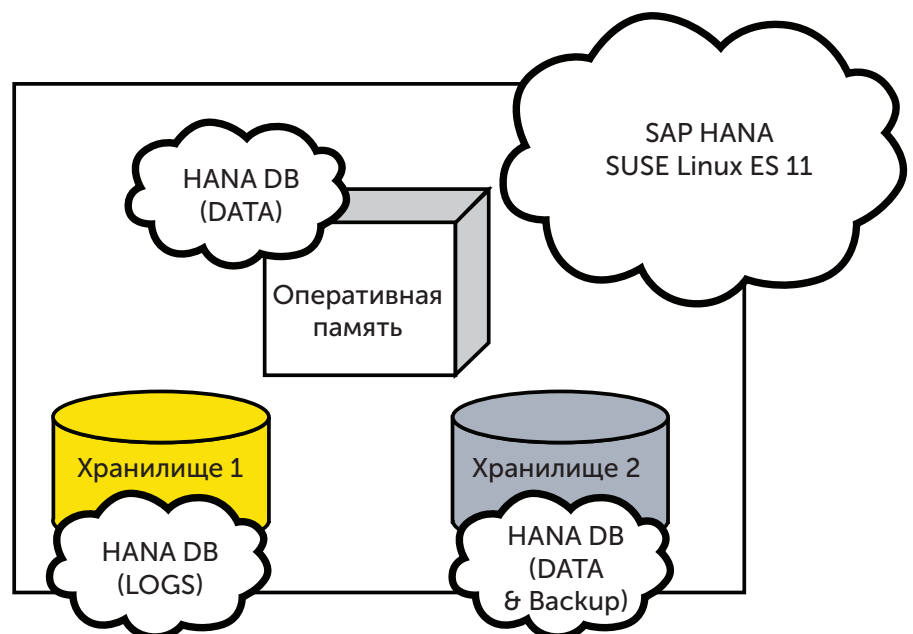 SAP HANA
SUSE Linux ES 11
HANA DB
(DATA)
Оперативная
память
Хранилище 1
HANA DB
(LOGS)
Хранилище 2
HANA DB
(DATA
& Backup)